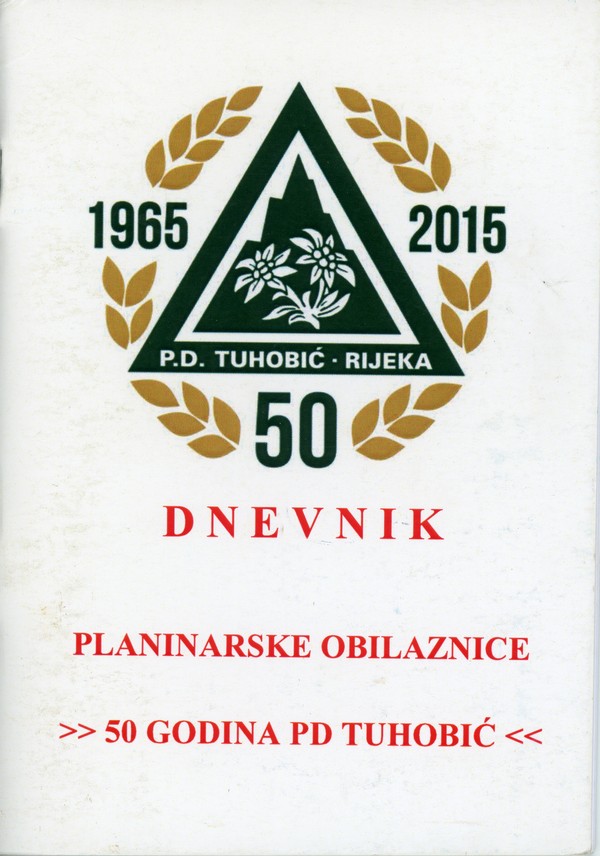 1965
2015
P.D. TUHOBIĆ · RIJEKA
50
DNEVNIK
PLANINARSKE OBILAZNICE
>> 50 GODINA PD TUHOBIĆ <<